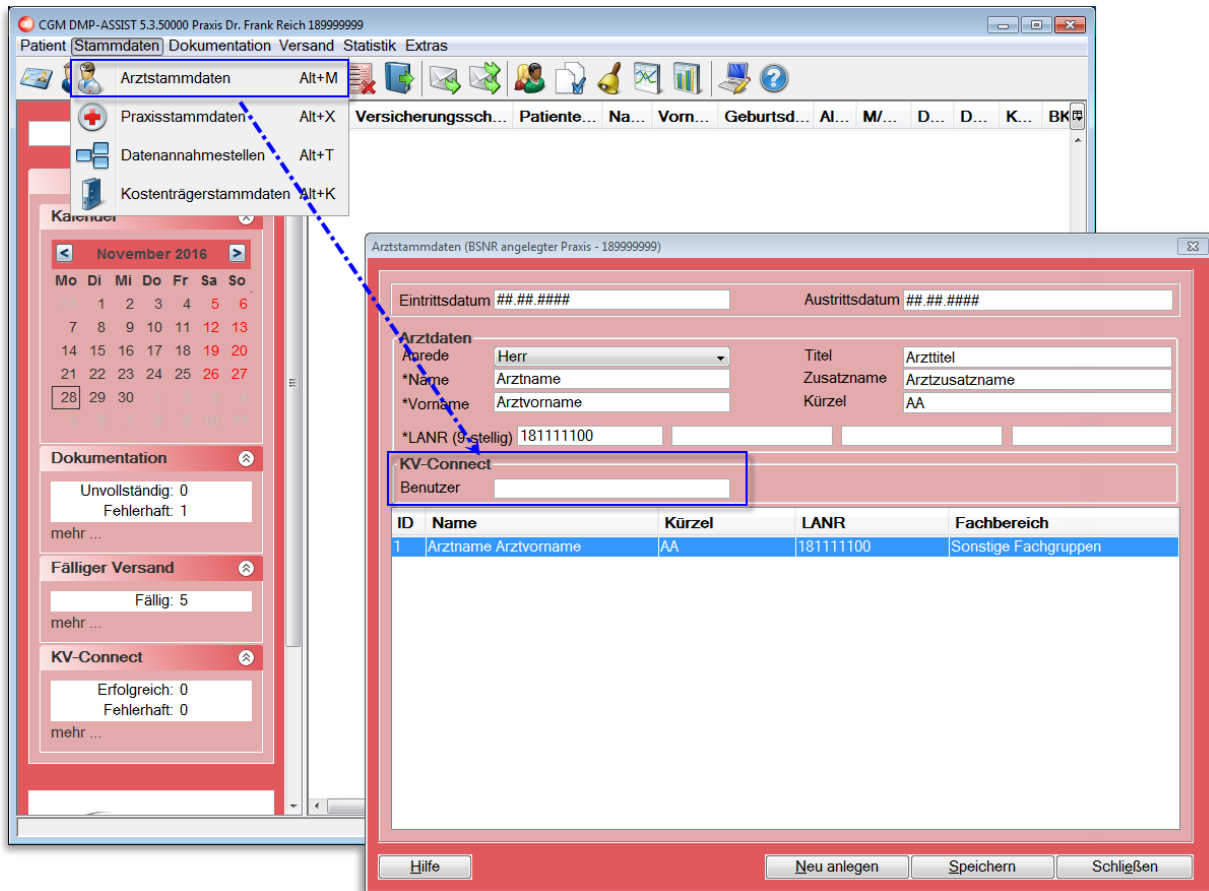 CGM DMP-ASSIST 5.3.50000 Praxis Dr. Frank Reich 189999999
Patient Stammdaten Dokumentation Versand Statistik Extras
Arztstammdaten Alt+M
Praxisstammdaten Alt+X
Datenannahmestellen Alt+T
Kostenträgerstammdaten Alt+K
Versicherungssch... Patiente... Na... Vorn... Geburtsd... Al... M/... D... D... K... BK
Kalender
November 2016
Mo Di Mi Do Fr Sa So
1 2 3 4 5 6
7 8 9 10 11 12 13
14 15 16 17 18 19 20
21 22 23 24 25 26 27
28 29 30
Dokumentation
Unvollständig: 0
Fehlerhaft: 1
mehr ...
Fälliger Versand
Fällig: 5
mehr ...
KV-Connect
Erfolgreich: 0
Fehlerhaft: 0
mehr ...
Arztstammdaten (BSNR angelegter Praxis - 189999999)
Eintrittsdatum ##.##.#### Austrittsdatum ##.##.####
Arztdaten
Anrede Herr Titel Arzttitel
*Name Arztname Zusatzname Arztzusatzname
*Vorname Arztvorname Kürzel AA
*LANR (9-stellig) 181111100
KV-Connect
Benutzer
ID Name Kürzel LANR Fachbereich
1 Arztname Arztvorname AA 181111100 Sonstige Fachgruppen
Hilfe Neu anlegen Speichern Schließen